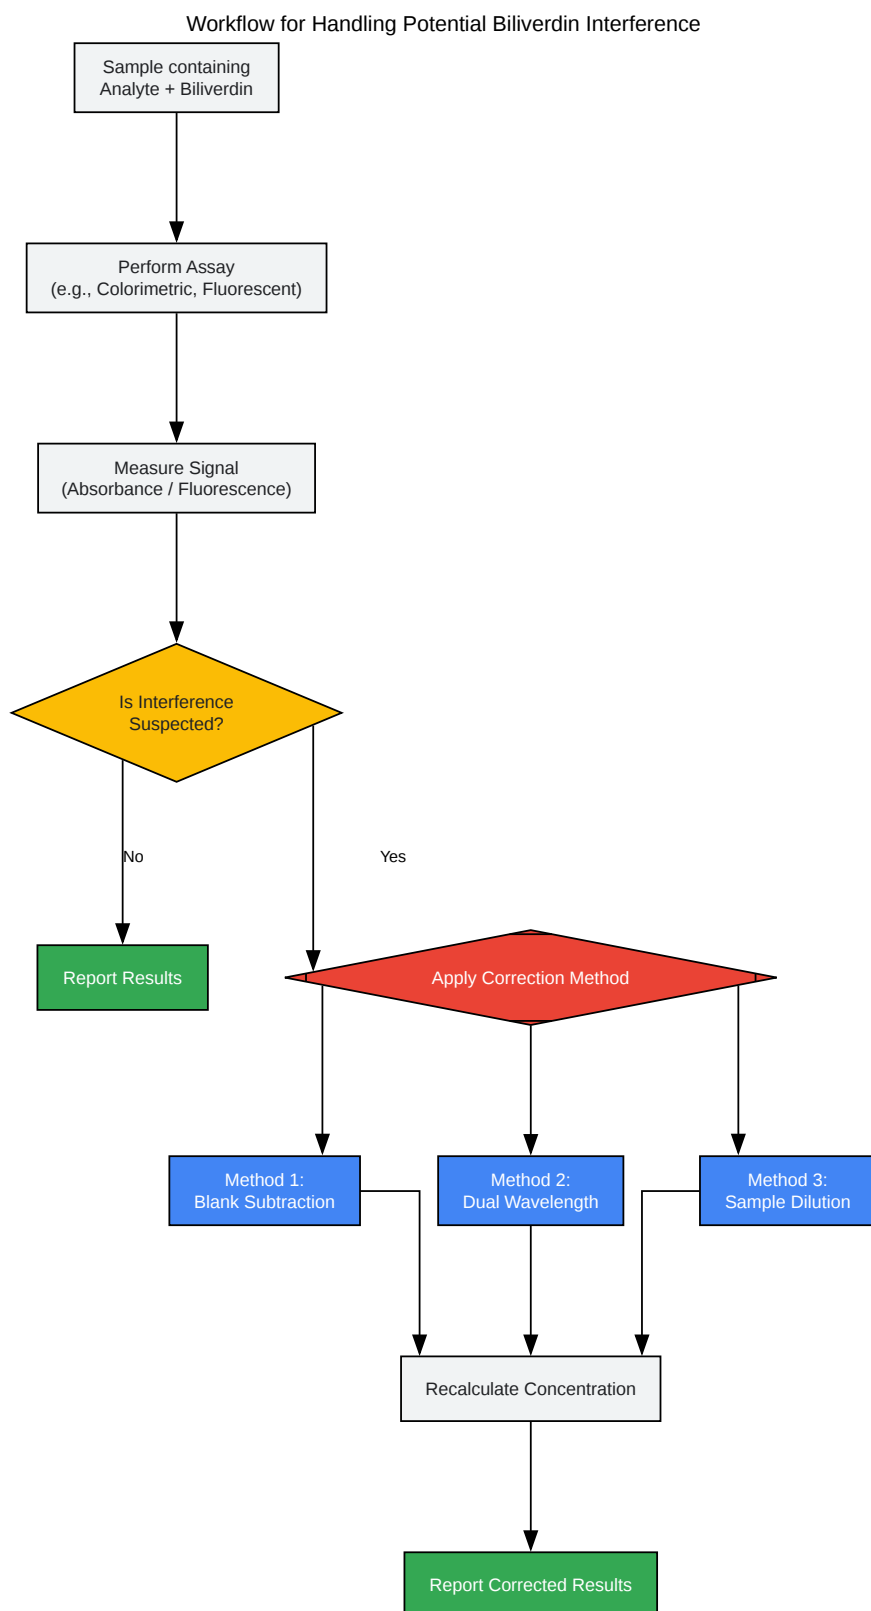 Workflow for Handling Potential Biliverdin Interference
Sample containing
Analyte + Biliverdin
Perform Assay
(e.g., Colorimetric, Fluorescent)
Measure Signal
(Absorbance / Fluorescence)
Is Interference
Suspected?
No
Yes
Report Results
Apply Correction Method
Method 1:
Blank Subtraction
Method 2:
Dual Wavelength
Method 3:
Sample Dilution
Recalculate Concentration
Report Corrected Results